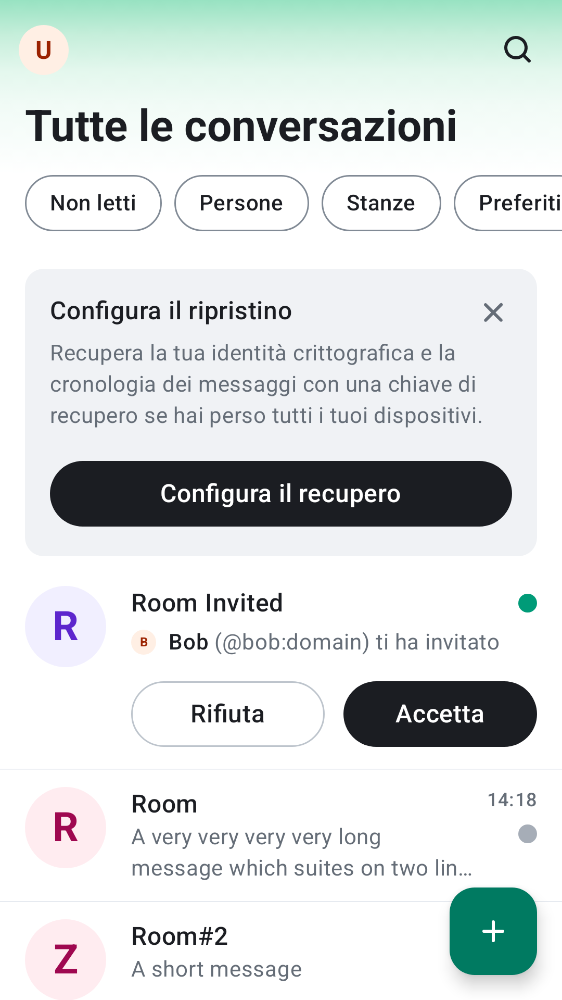 U
Tutte le conversazioni
Non letti
Persone
Stanze
Preferiti
Configura il ripristino
Recupera la tua identità crittografica e la
cronologia dei messaggi con una chiave di
recupero se hai perso tutti i tuoi dispositivi.
Configura il recupero
R
Room Invited
B Bob (@bob:domain) ti ha invitato
Rifiuta
Accetta
R
Room
14:18
A very very very very long
message which suites on two lin…
Z
Room#2
A short message